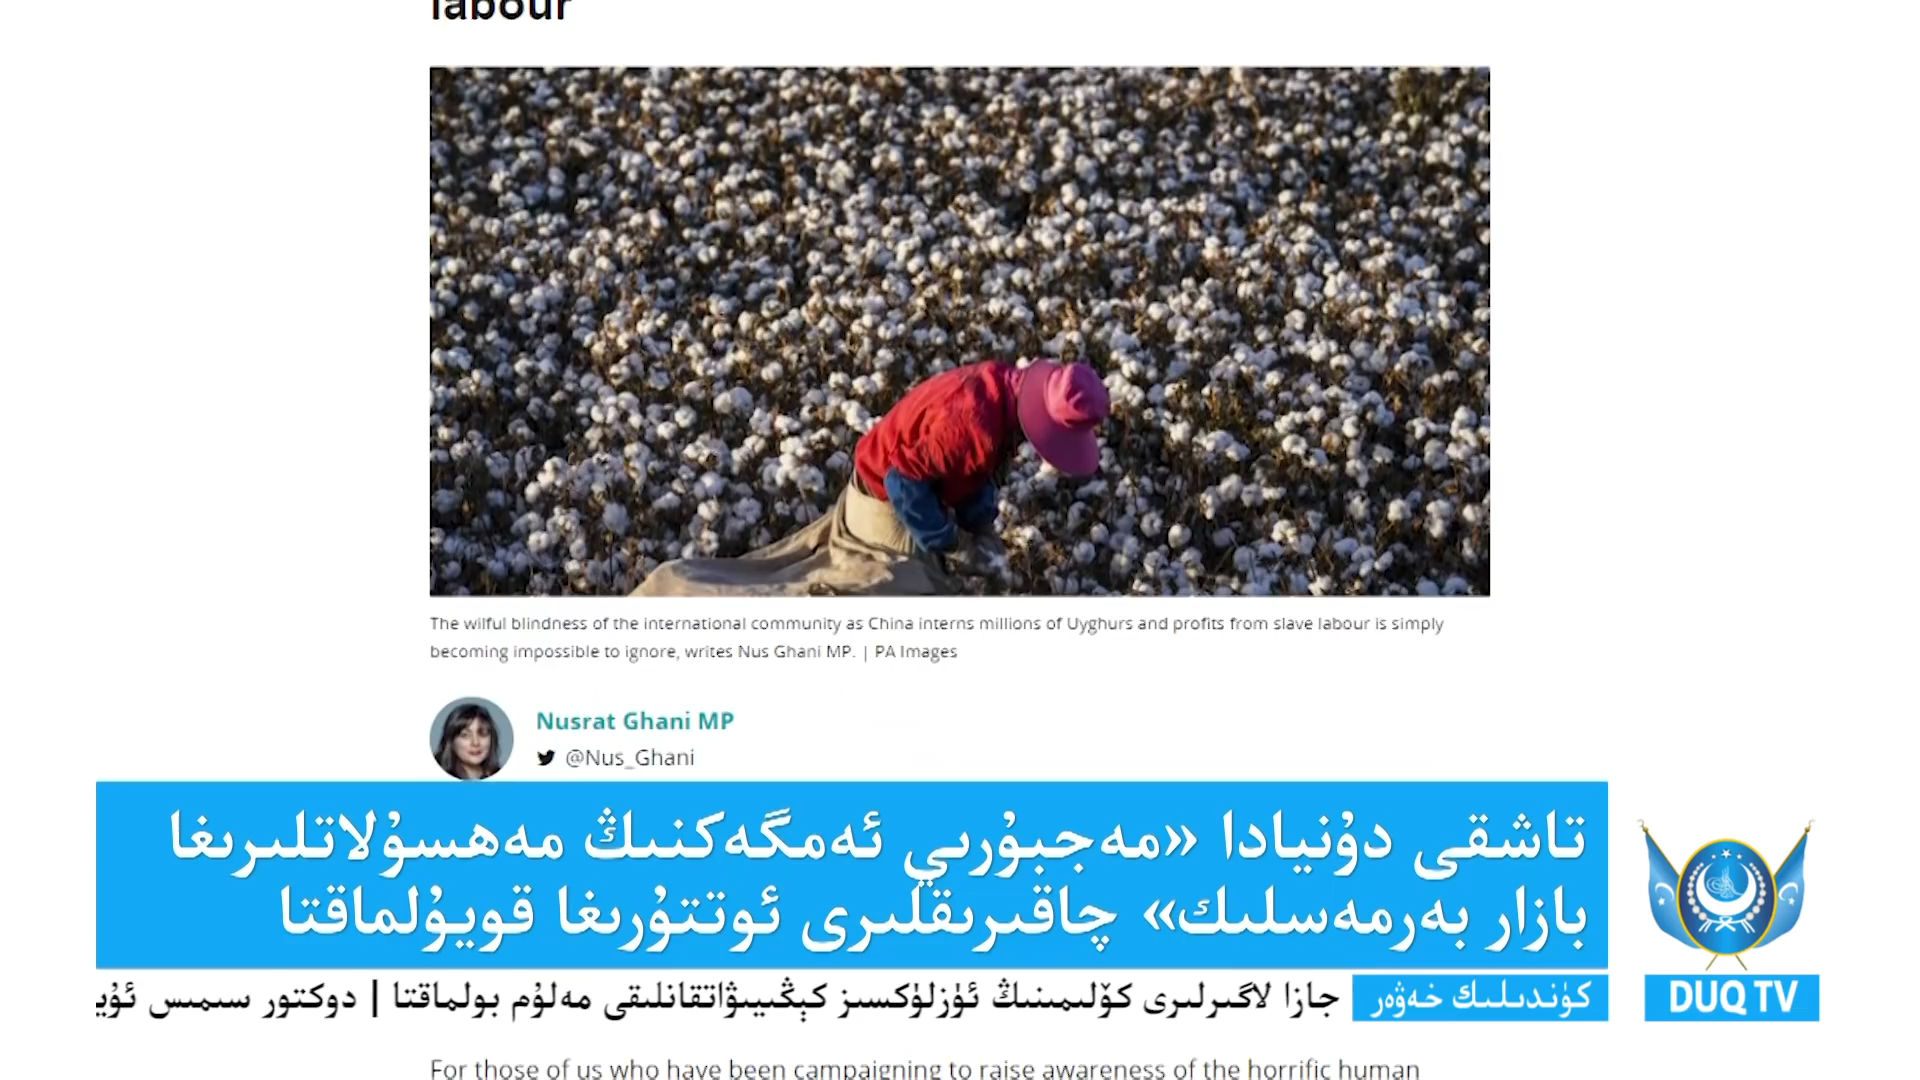 labour
The wilful blindness of the international community as China interns millions of Uyghurs and profits from slave labour is simply
becoming impossible to ignore, writes Nus Ghani MP. | PA Images
Nusrat Ghani MP
@Nus_Ghani
تاشقى دۇنيادا «مەجبۇرىي ئەمگەكنىڭ مەھسۇلاتلىرىغا
بازار بەرمەسلىك» چاقىرىقلىرى ئوتتۇرىغا قويۇلماقتا
كۈندىلىك خەۋەر
جازا لاگىرلىرى كۆلىمىنىڭ ئۈزلۈكسىز كېڭىيىۋاتقانلىقى مەلۇم بولماقتا | دوكتور سىمىس ئۇي
DUQ TV
For those of us who have been campaigning to raise awareness of the horrific human